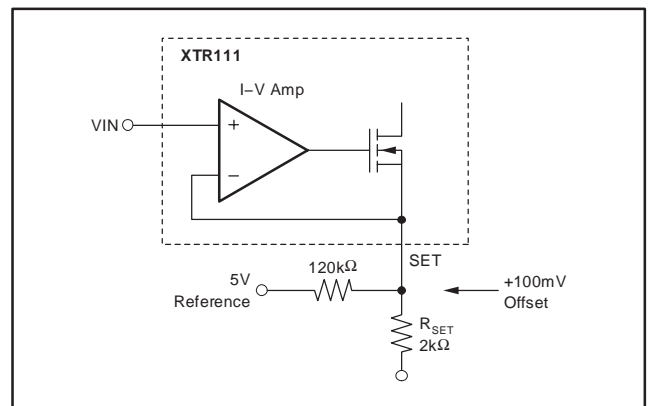 XTR111
I−V Amp
VIN
+
−
SET
120kΩ
5V
Reference
+100mV
Offset
RSET
2kΩ